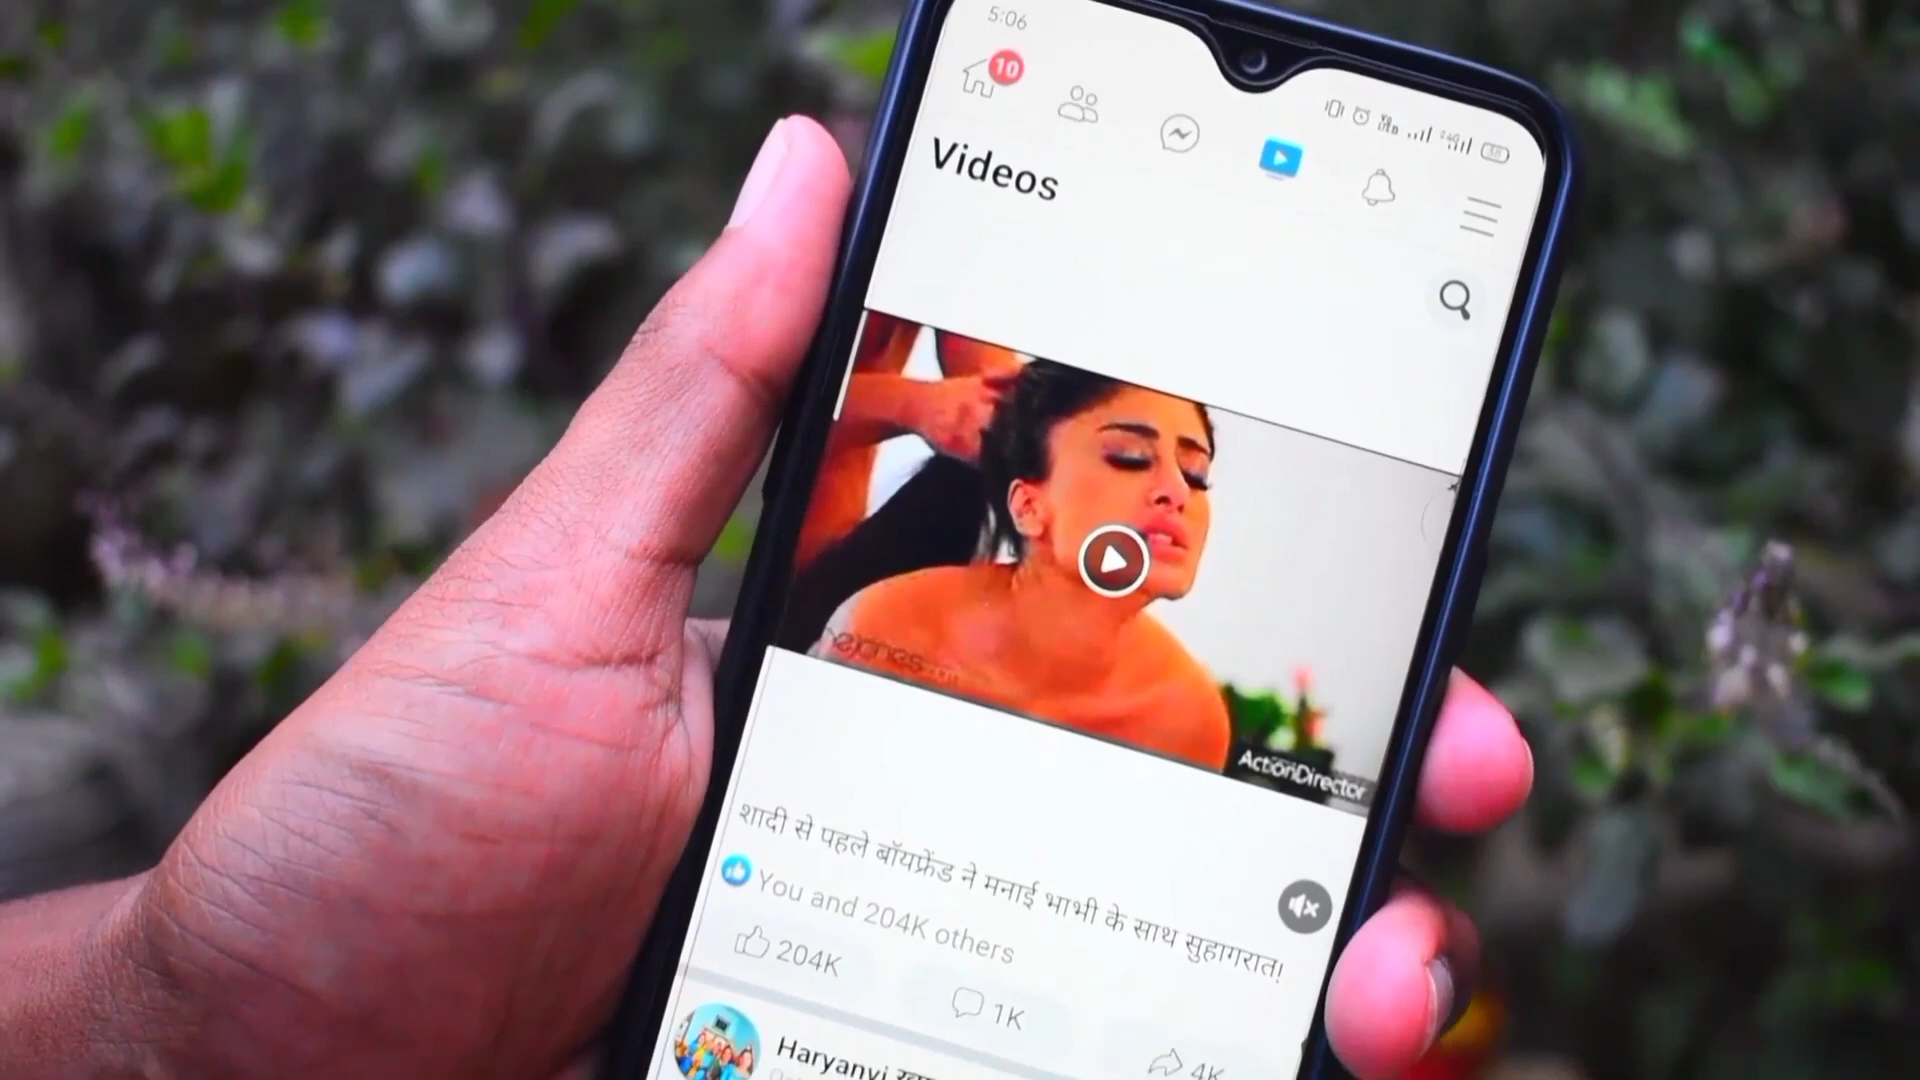 5:06
10
Videos
ActionDirector
शादी से पहले बॉयफ्रेंड ने मनाई भाभी के साथ सुहागरात!
You and 204K others
204K
1K
4K
Haryanvi